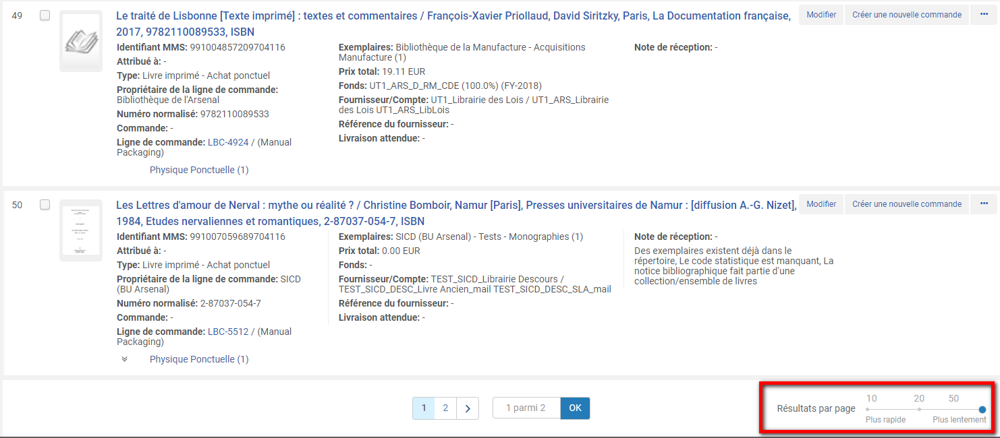 49
Le traité de Lisbonne [Texte imprimé] : textes et commentaires / François-Xavier Priollaud, David Siritzky, Paris, La Documentation française,
2017, 9782110089533, ISBN
Modifier
Créer une nouvelle commande
•••
Identifiant MMS: 991004857209704116
Attribué à: -
Type: Livre imprimé - Achat ponctuel
Propriétaire de la ligne de commande:
Bibliothèque de l'Arsenal
Numéro normalisé: 9782110089533
Commande: -
Ligne de commande: LBC-4924 / (Manual
Packaging)
Physique Ponctuelle (1)
Exemplaires: Bibliothèque de la Manufacture - Acquisitions
Manufacture (1)
Prix total: 19.11 EUR
Fonds: UT1_ARS_D_RM_CDE (100.0%) (FY-2018)
Fournisseur/Compte: UT1_Librairie des Lois / UT1_ARS_Librairie
des Lois UT1_ARS_LibLois
Référence du fournisseur: -
Livraison attendue: -
Note de réception: -
50
Les Lettres d'amour de Nerval : mythe ou réalité ? / Christine Bomboir, Namur [Paris], Presses universitaires de Namur : [diffusion A.-G. Nizet],
1984, Etudes nervaliennes et romantiques, 2-87037-054-7, ISBN
Modifier
Créer une nouvelle commande
•••
Identifiant MMS: 991007059689704116
Attribué à: -
Type: Livre imprimé - Achat ponctuel
Propriétaire de la ligne de commande: SICD
(BU Arsenal)
Numéro normalisé: 2-87037-054-7
Commande: -
Ligne de commande: LBC-5512 / (Manual
Packaging)
Physique Ponctuelle (1)
Exemplaires: SICD (BU Arsenal) - Tests - Monographies (1)
Prix total: 0.00 EUR
Fonds: -
Fournisseur/Compte: TEST_SICD_Librairie Descours /
TEST_SICD_DESC_Livre Ancien_mail TEST_SICD_DESC_SLA_mail
Référence du fournisseur: -
Livraison attendue: -
Note de réception: -
Des exemplaires existent déjà dans le
répertoire, Le code statistique est manquant, La
notice bibliographique fait partie d'une
collection/ensemble de livres
1 2
1 parmi 2
OK
Résultats par page
10 20 50
Plus rapide
Plus lentement